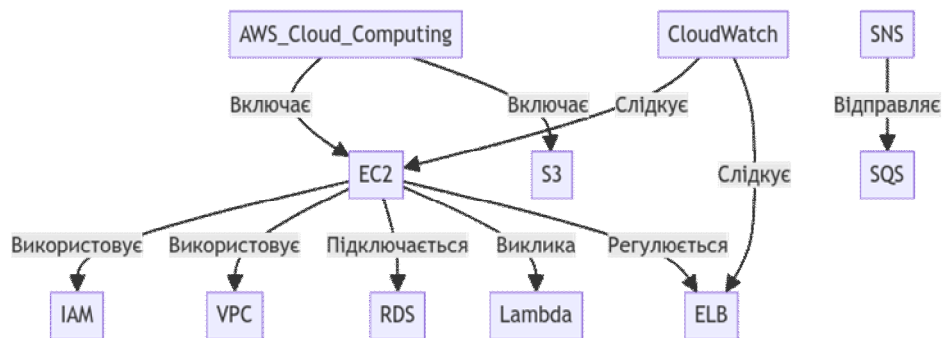 AWS_Cloud_Computing
CloudWatch
SNS
Включає
Включає
Слідкує
Відправляє
EC2
S3
Слідкує
SQS
Використовує
Використовує
Підключається
Виклика
Регулюється
IAM
VPC
RDS
Lambda
ELB